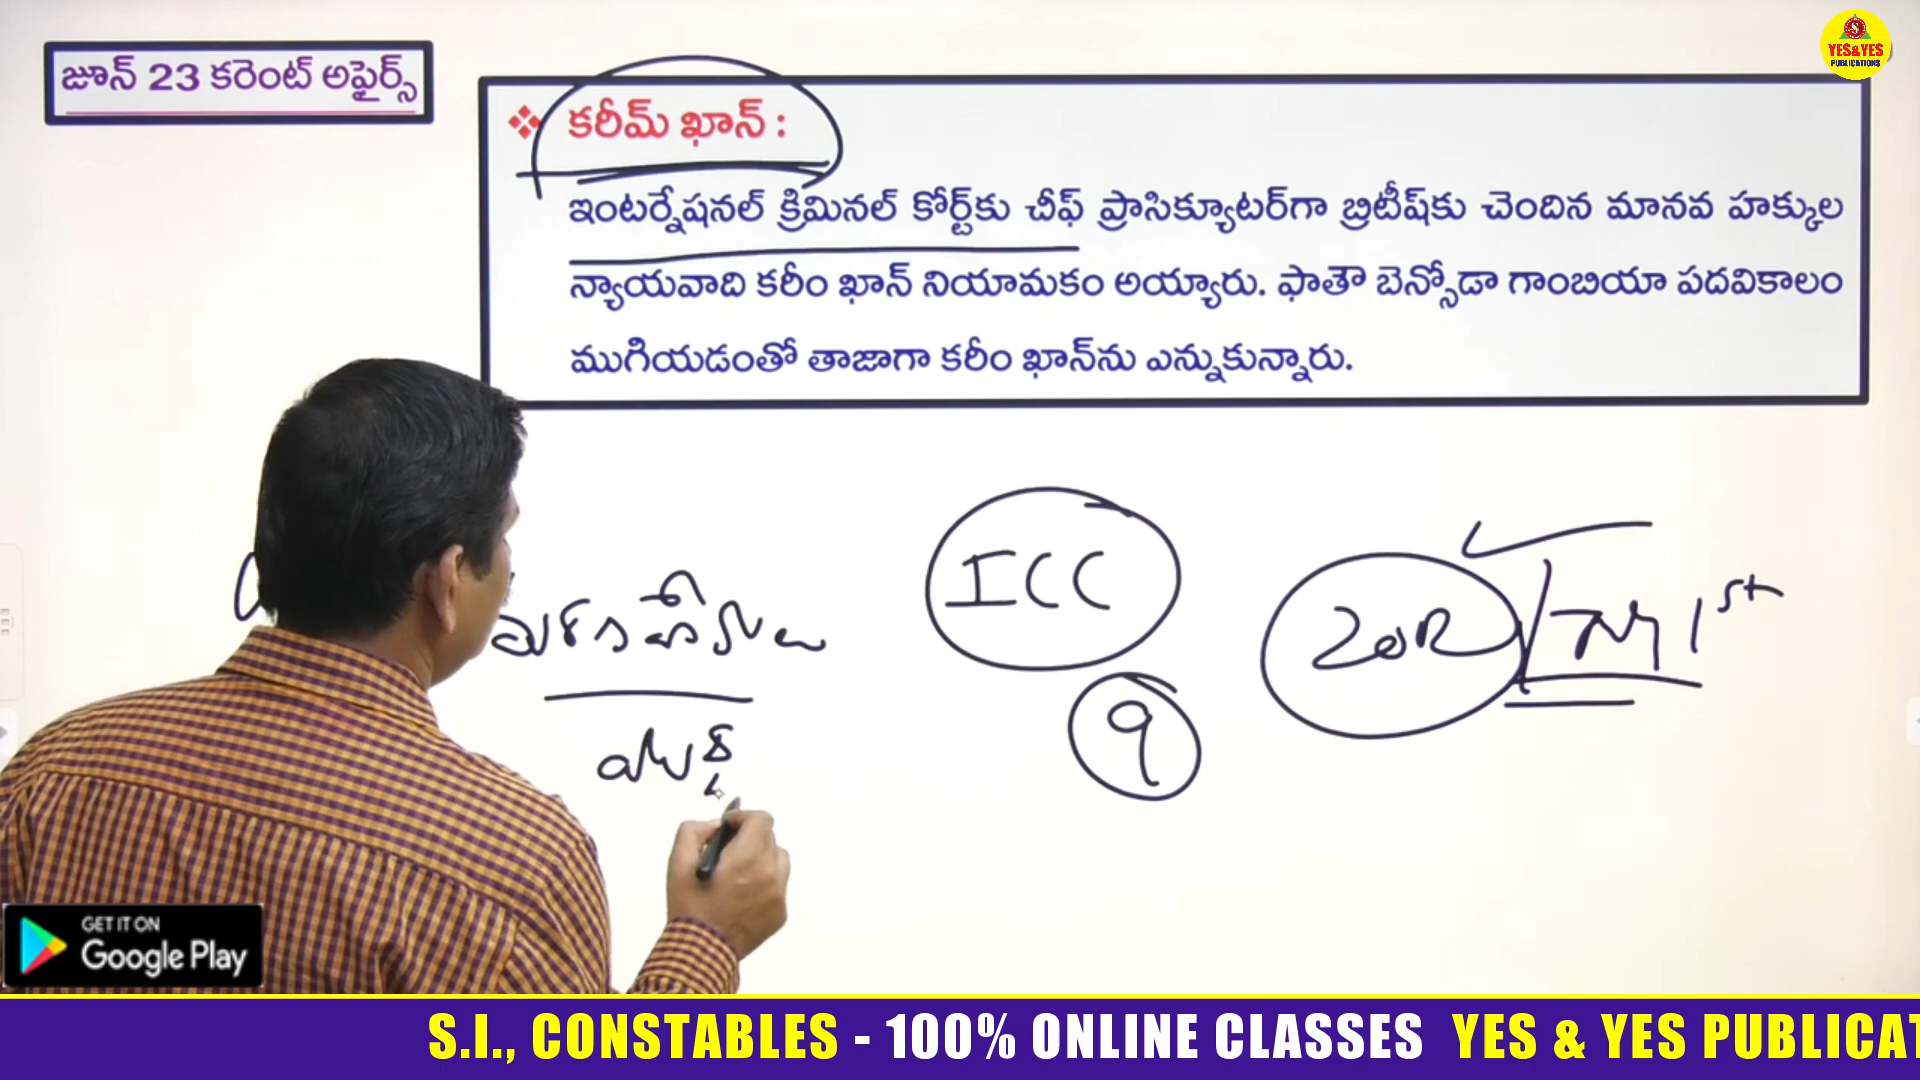 జూన్ 23 కరెంట్ అఫైర్స్
YES&YES
PUBLICATIONS
❖ కరీమ్ ఖాన్ :
ఇంటర్నేషనల్ క్రిమినల్ కోర్ట్‌కు చీఫ్ ప్రాసిక్యూటర్‌గా బ్రిటీష్‌కు చెందిన మానవ హక్కుల
న్యాయవాది కరీం ఖాన్ నియామకం అయ్యారు. ఫాతౌ బెన్సోడా గాంబియా పదవికాలం
ముగియడంతో తాజాగా కరీం ఖాన్‌ను ఎన్నుకున్నారు.
ICC
1st
9
GET IT ON
Google Play
S.I., CONSTABLES - 100% ONLINE CLASSES YES & YES PUBLICAT